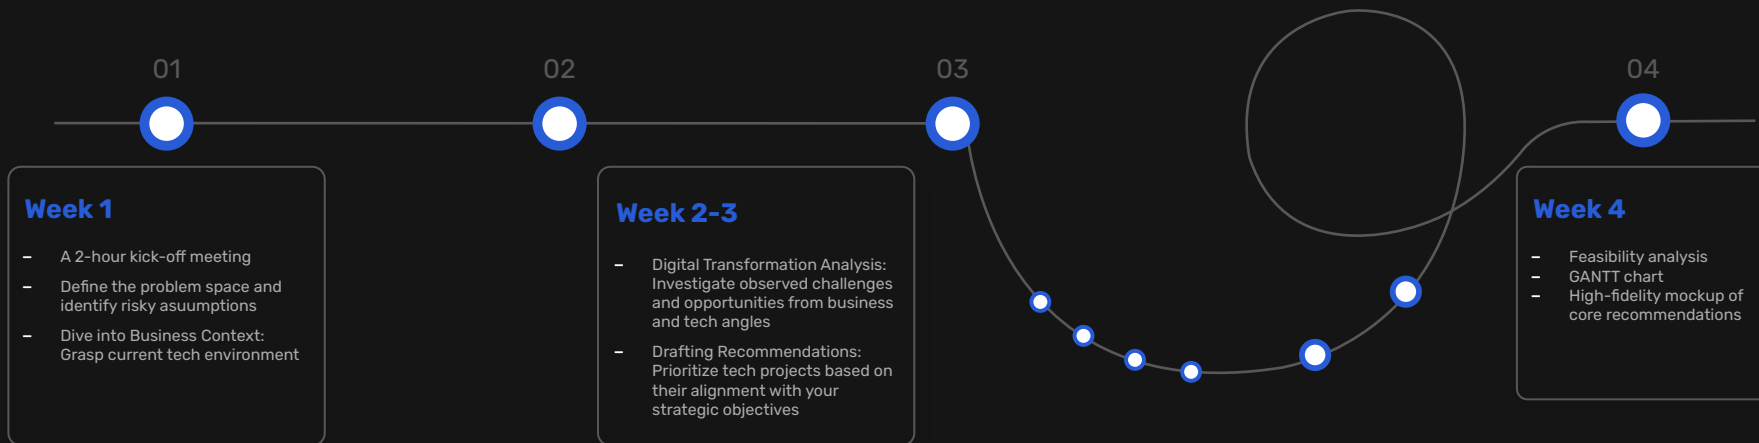 01
02
03
04
Week 1
– A 2-hour kick-off meeting
– Define the problem space and
identify risky asuumptions
– Dive into Business Context:
Grasp current tech environment
Week 2-3
– Digital Transformation Analysis:
Investigate observed challenges
and opportunities from business
and tech angles
– Drafting Recommendations:
Prioritize tech projects based on
their alignment with your
strategic objectives
Week 4
– Feasibility analysis
– GANTT chart
– High-fidelity mockup of
core recommendations